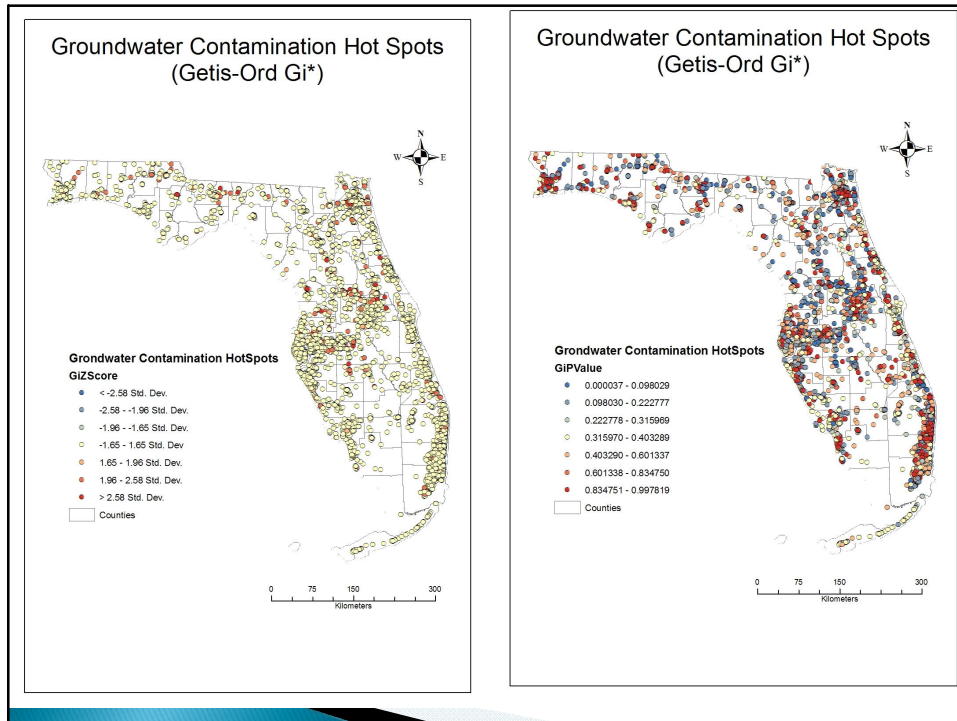 Groundwater Contamination Hot Spots
(Getis-Ord Gi*)
N
W
E
S
Grondwater Contamination HotSpots
GiZScore
< -2.58 Std. Dev.
-2.58 - -1.96 Std. Dev.
-1.96 - -1.65 Std. Dev.
-1.65 - 1.65 Std. Dev
1.65 - 1.96 Std. Dev.
1.96 - 2.58 Std. Dev.
> 2.58 Std. Dev.
Counties
0 75 150 300
Kilometers
Groundwater Contamination Hot Spots
(Getis-Ord Gi*)
N
W
E
S
Grondwater Contamination HotSpots
GiPValue
0.000037 - 0.098029
0.098030 - 0.222777
0.222778 - 0.315969
0.315970 - 0.403289
0.403290 - 0.601337
0.601338 - 0.834750
0.834751 - 0.997819
Counties
0 75 150 300
Kilometers